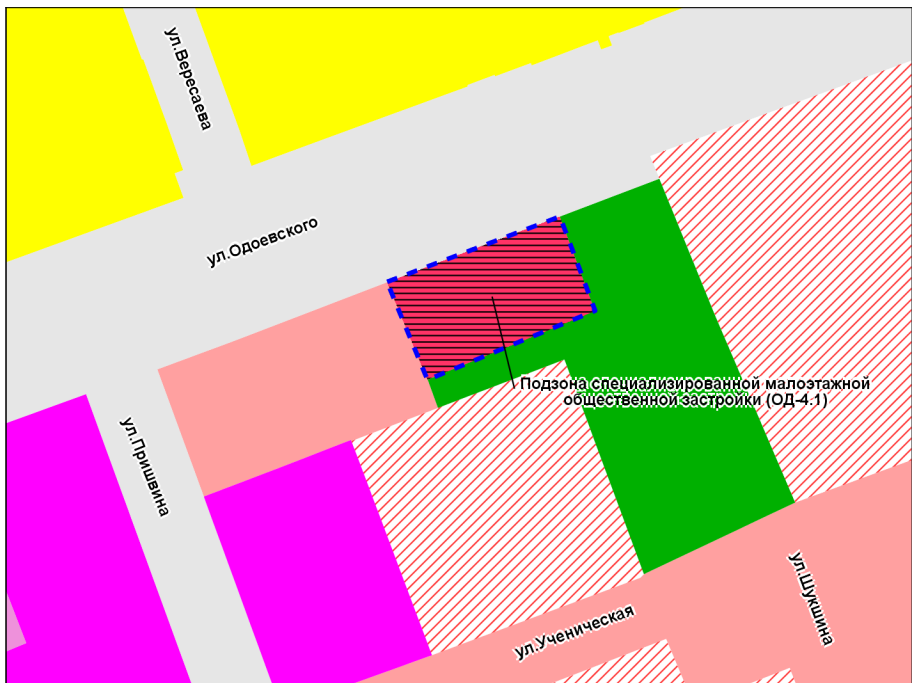 ул.Вересаева
ул.Одоевского
Подзона специализированной малоэтажной
общественной застройки (ОД-4.1)
ул.Пришвина
ул.Шукшина
ул.Ученическая